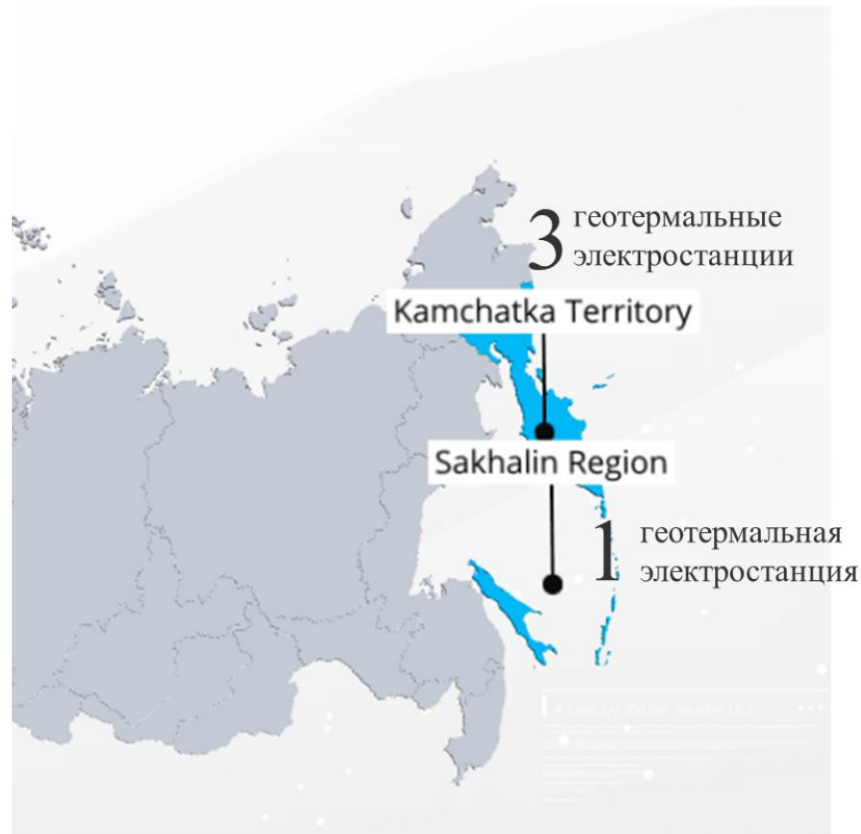 3 геотермальные
электростанции
Kamchatka Territory
Sakhalin Region
1 геотермальная
электростанция